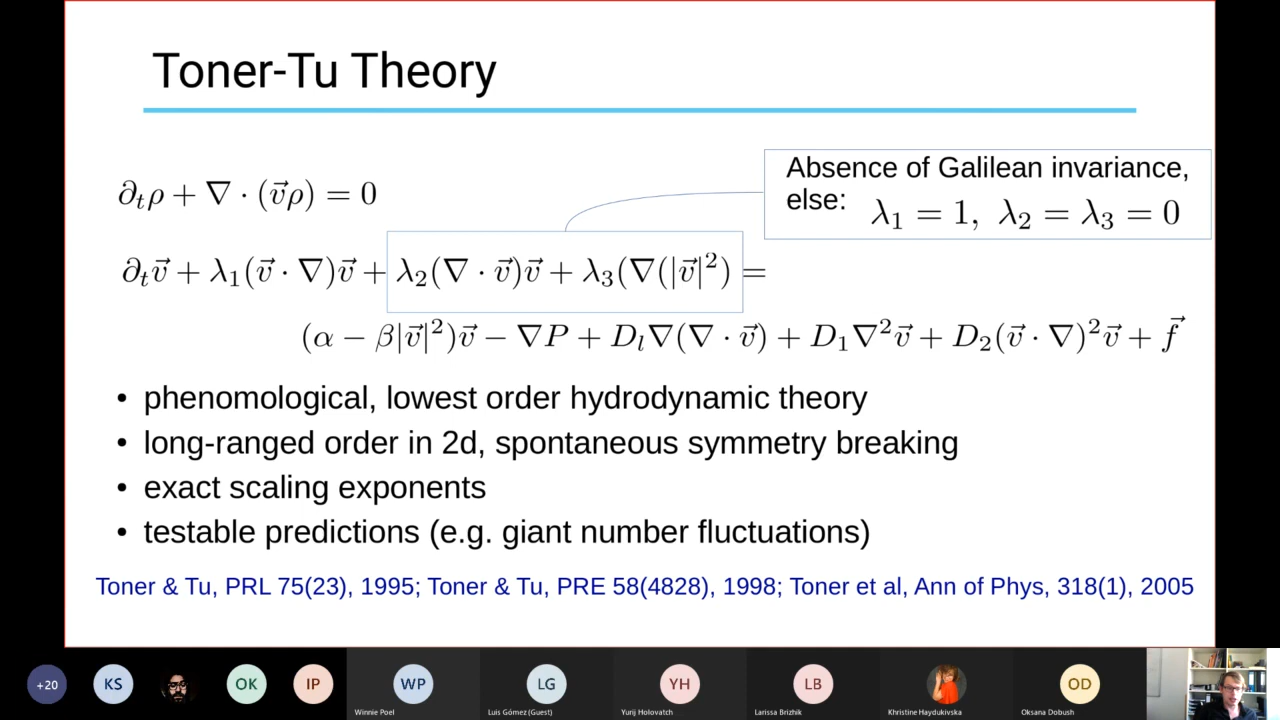 Toner-Tu Theory
∂ₜρ + ∇ · (v⃗ρ) = 0
Absence of Galilean invariance,
else: λ₁ = 1, λ₂ = λ₃ = 0
∂ₜv⃗ + λ₁(v⃗ · ∇)v⃗ + λ₂(∇ · v⃗)v⃗ + λ₃(∇(|v⃗|²) =
(α − β|v⃗|²)v⃗ − ∇P + Dₗ∇(∇ · v⃗) + D₁∇²v⃗ + D₂(v⃗ · ∇)²v⃗ + f⃗
• phenomological, lowest order hydrodynamic theory
• long-ranged order in 2d, spontaneous symmetry breaking
• exact scaling exponents
• testable predictions (e.g. giant number fluctuations)
Toner & Tu, PRL 75(23), 1995; Toner & Tu, PRE 58(4828), 1998; Toner et al, Ann of Phys, 318(1), 2005
+20 KS OK IP WP LG YH LB OD
Winnie Poel Luis Gómez (Guest) Yurij Holovatch Larissa Brizhik Khristine Haydukivska Oksana Dobush